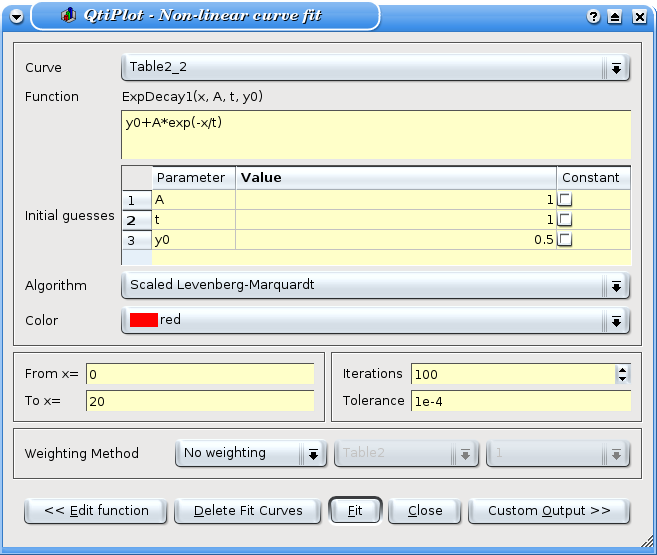 QtiPlot - Non-linear curve fit
Curve Table2_2
Function ExpDecay1(x, A, t, y0)
y0+A*exp(-x/t)
Parameter Value Constant
1 A 1
Initial guesses 2 t 1
3 y0 0.5
Algorithm Scaled Levenberg-Marquardt
Color red
From x= 0 Iterations 100
To x= 20 Tolerance 1e-4
Weighting Method No weighting Table2 1
<< Edit function Delete Fit Curves Fit Close Custom Output >>